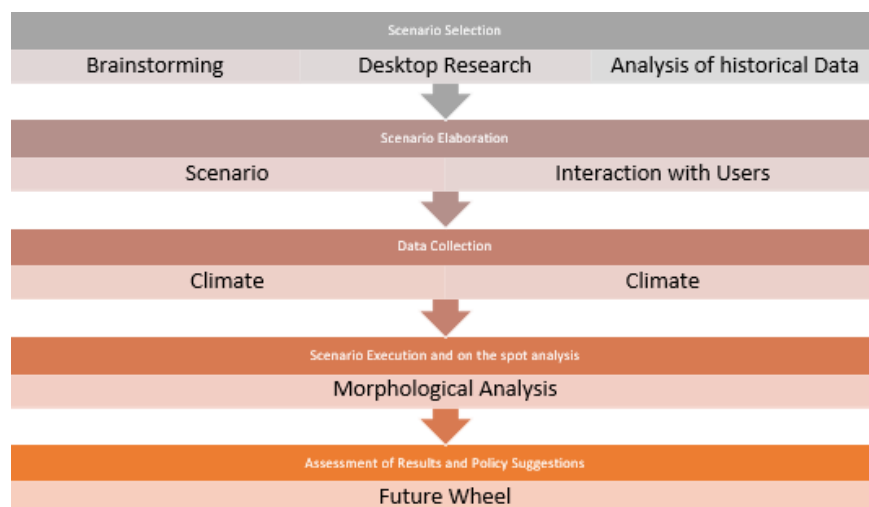 Scenario Selection
Brainstorming Desktop Research Analysis of historical Data
Scenario Elaboration
Scenario Interaction with Users
Data Collection
Climate Climate
Scenario Execution and on the spot analysis
Morphological Analysis
Assessment of Results and Policy Suggestions
Future Wheel